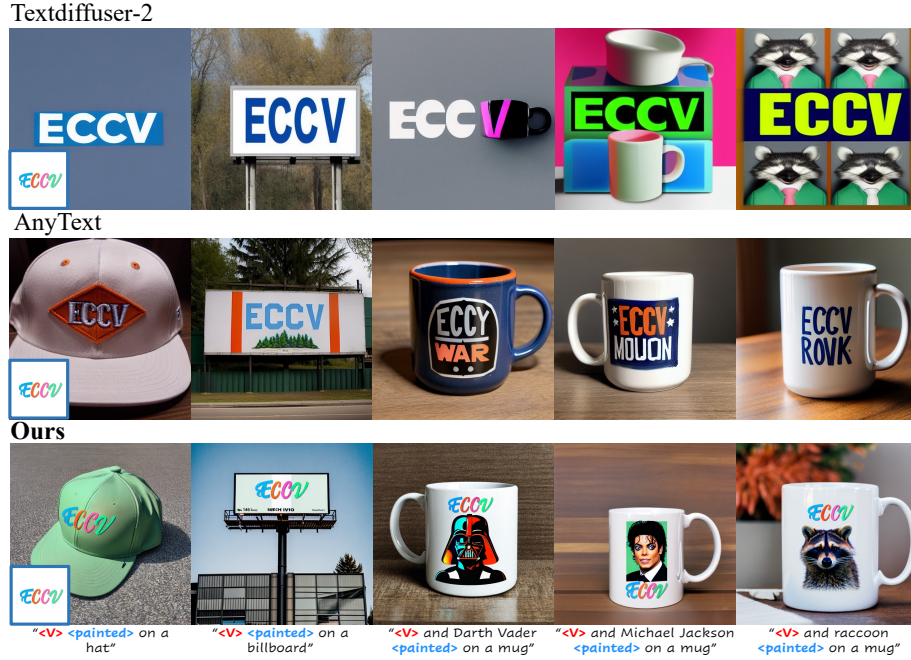 Textdiffuser-2
ECCV
ECCV
ECCV
ECCV
ECCV
ECCV
AnyText
ECCV
ECCV
ECCY
WAR
ECCV
MOUON
ECCV
ROVK
ECCV
Ours
ECCV
ECCV
ECCV
ECCV
ECCV
ECCV
"<V> <painted> on a
hat"
"<V> <painted> on a
billboard"
"<V> and Darth Vader
<painted> on a mug"
"<V> and Michael Jackson
<painted> on a mug"
"<V> and raccoon
<painted> on a mug"